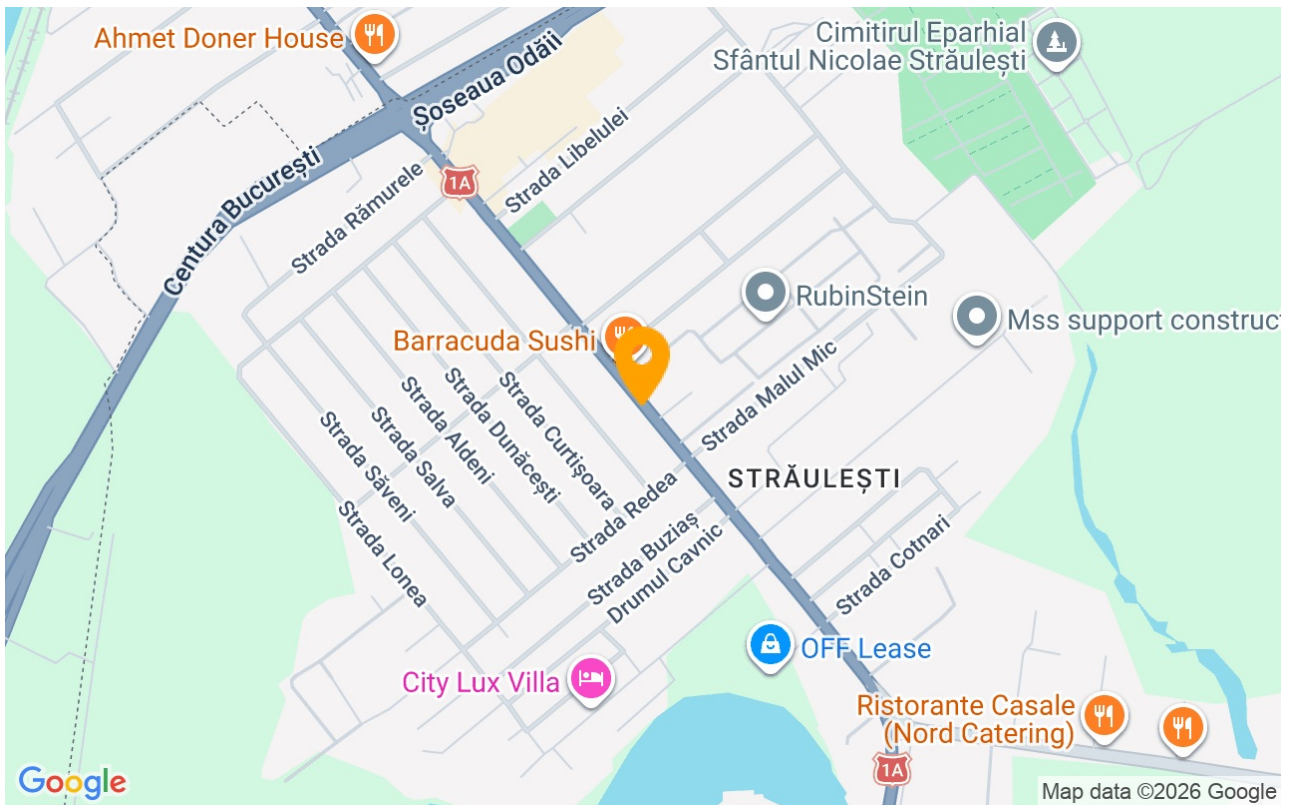 Ahmet Doner House
Șoseaua Odăii
Cimitirul Eparhial
Sfântul Nicolae Străulești
Centura București
1A
Strada Libelulei
Strada Rămurele
RubinStein
Mss support construct
Barracuda Sushi
Strada Malul Mic
Strada Curtișoara
Strada Dunăcești
Strada Aldeni
Strada Salva
Strada Săveni
Strada Lonea
STRĂULEȘTI
Strada Redea
Strada Buziaș
Drumul Cavnic
Strada Cotnari
OFF Lease
City Lux Villa
Ristorante Casale
(Nord Catering)
1A
Google
Map data ©2026 Google